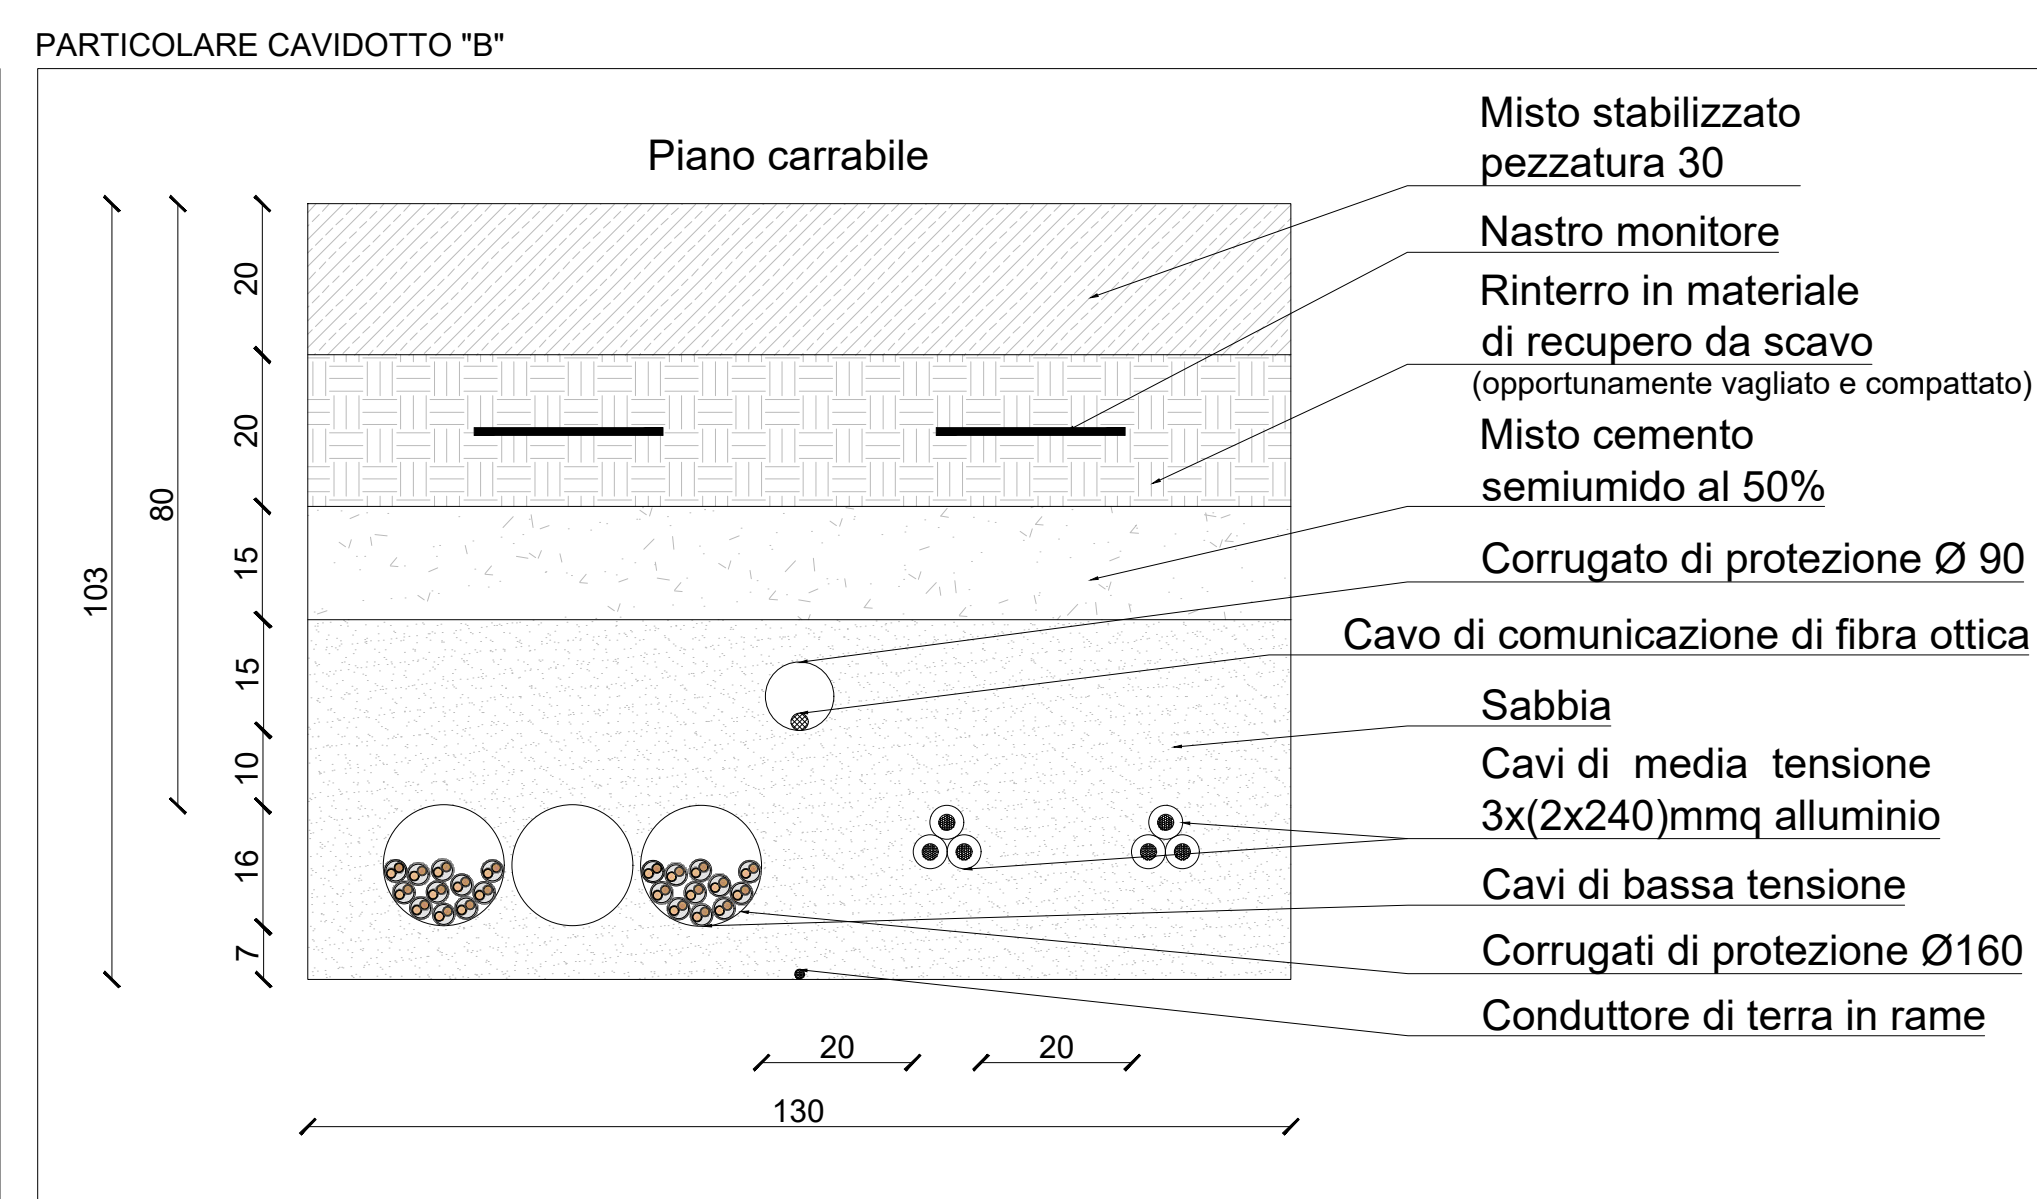 PARTICOLARE CAVIDOTTO "B"
Piano carrabile
Misto stabilizzato
pezzatura 30
Nastro monitore
Rinterro in materiale
di recupero da scavo
(opportunamente vagliato e compattato)
Misto cemento
semiumido al 50%
Corrugato di protezione Ø 90
Cavo di comunicazione di fibra ottica
Sabbia
Cavi di media tensione
3x(2x240)mmq alluminio
Cavi di bassa tensione
Corrugati di protezione Ø160
Conduttore di terra in rame
103
80
20
20
15
15
10
16
7
20
20
130